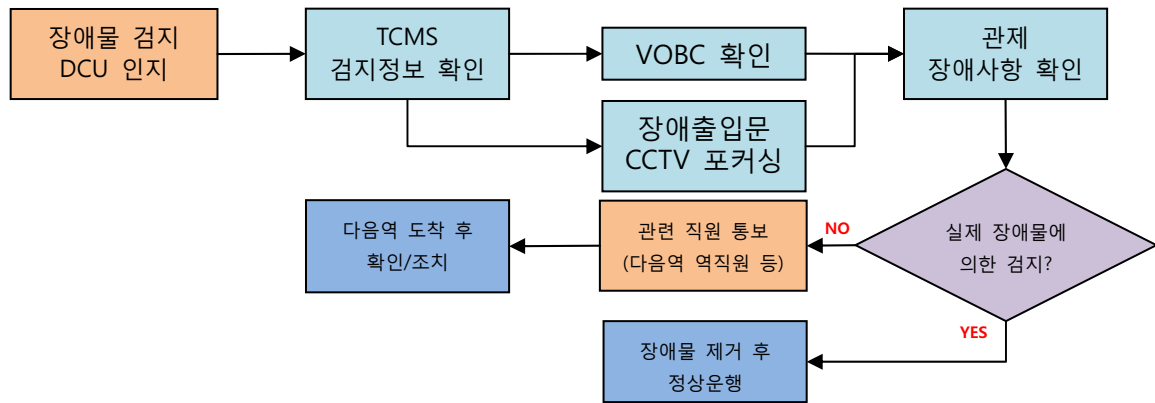 장애물 검지
DCU 인지
TCMS
검지정보 확인
VOBC 확인
관제
장애사항 확인
장애출입문
CCTV 포커싱
실제 장애물에
의한 검지?
NO
관련 직원 통보
(다음역 역직원 등)
다음역 도착 후
확인/조치
YES
장애물 제거 후
정상운행